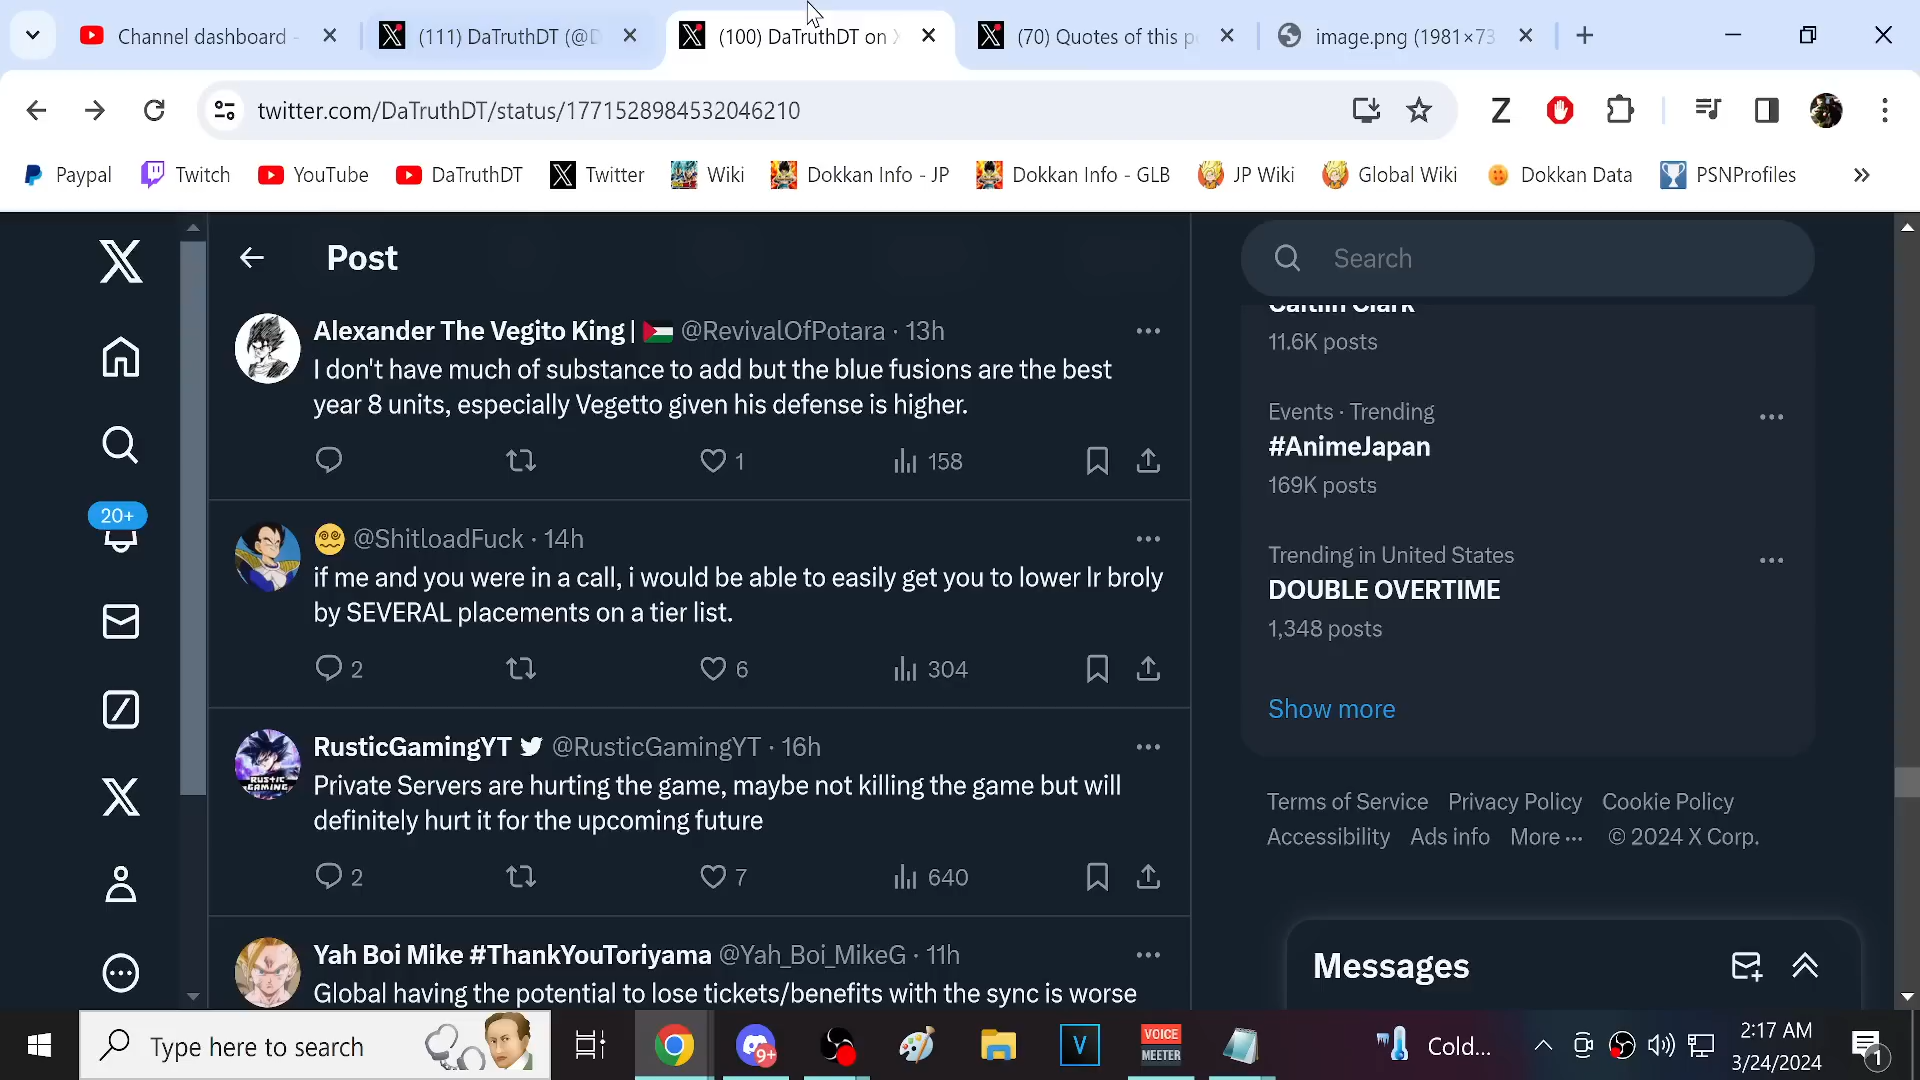 Channel dashboard -
(111) DaTruthDT (@D
(100) DaTruthDT on X
(70) Quotes of this po
image.png (1981×73
twitter.com/DaTruthDT/status/1771528984532046210
Paypal
Twitch
YouTube
DaTruthDT
Twitter
Wiki
Dokkan Info - JP
Dokkan Info - GLB
JP Wiki
Global Wiki
Dokkan Data
PSNProfiles
Post
Search
20+
Alexander The Vegito King | 🇵🇸 @RevivalOfPotara · 13h
I don't have much of substance to add but the blue fusions are the best
year 8 units, especially Vegetto given his defense is higher.
1
158
😵‍💫 @ShitloadFuck · 14h
if me and you were in a call, i would be able to easily get you to lower lr broly
by SEVERAL placements on a tier list.
2
6
304
RusticGamingYT @RusticGamingYT · 16h
Private Servers are hurting the game, maybe not killing the game but will
definitely hurt it for the upcoming future
2
7
640
Yah Boi Mike #ThankYouToriyama @Yah_Boi_MikeG · 11h
Global having the potential to lose tickets/benefits with the sync is worse
Caitlin Clark
11.6K posts
Events · Trending
#AnimeJapan
169K posts
Trending in United States
DOUBLE OVERTIME
1,348 posts
Show more
Terms of Service Privacy Policy Cookie Policy
Accessibility Ads info More ··· © 2024 X Corp.
Messages
Type here to search
9+
V
VOICE
MEETER
Cold...
2:17 AM
3/24/2024
1